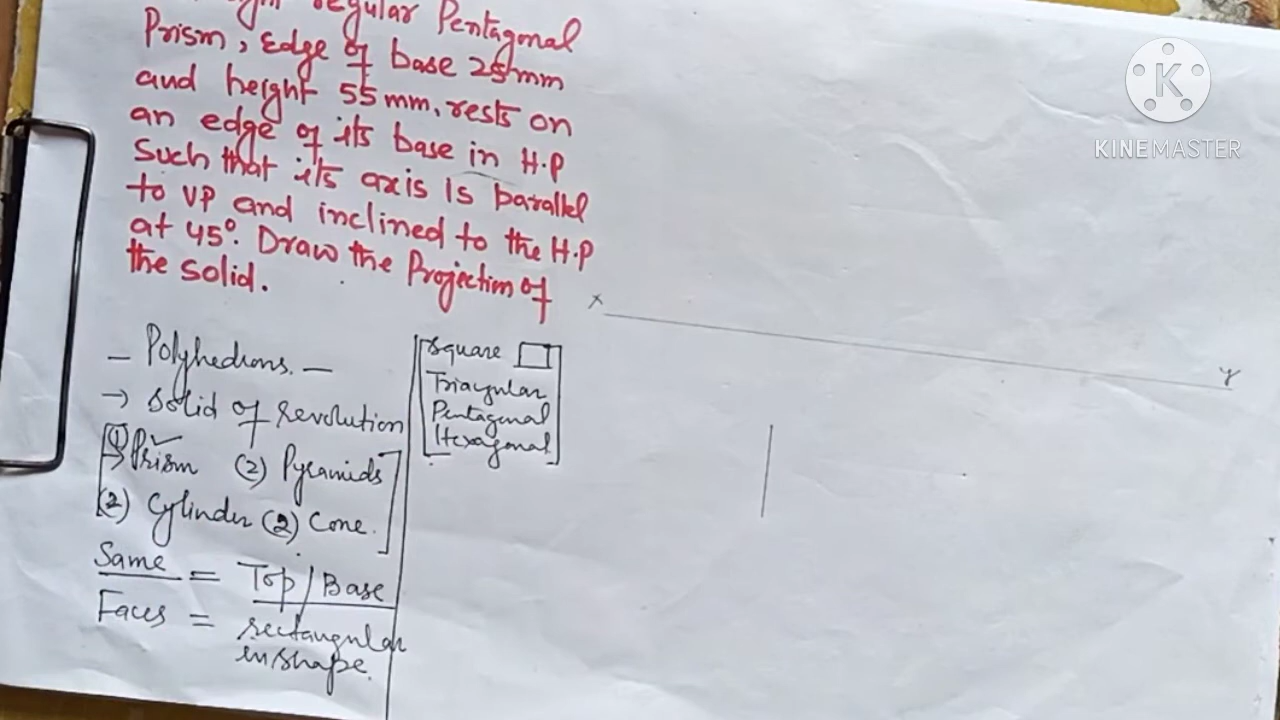 Regular Pentagonal
Prism, Edge of base 25mm
and height 55 mm, rests on
an edge of its base in H.P
Such that its axis is parallel
to VP and inclined to the H.P
at 45°. Draw the Projection of
the solid.
- Polyhedrons. -
→ Solid of revolution
(1) Prism (2) Pyramids
(2) Cylinder (2) Cone.
Same = Top / Base
Faces = rectangular
in shape.
Square
Triangular
Pentagonal
Hexagonal
X
Y
K
KINEMASTER